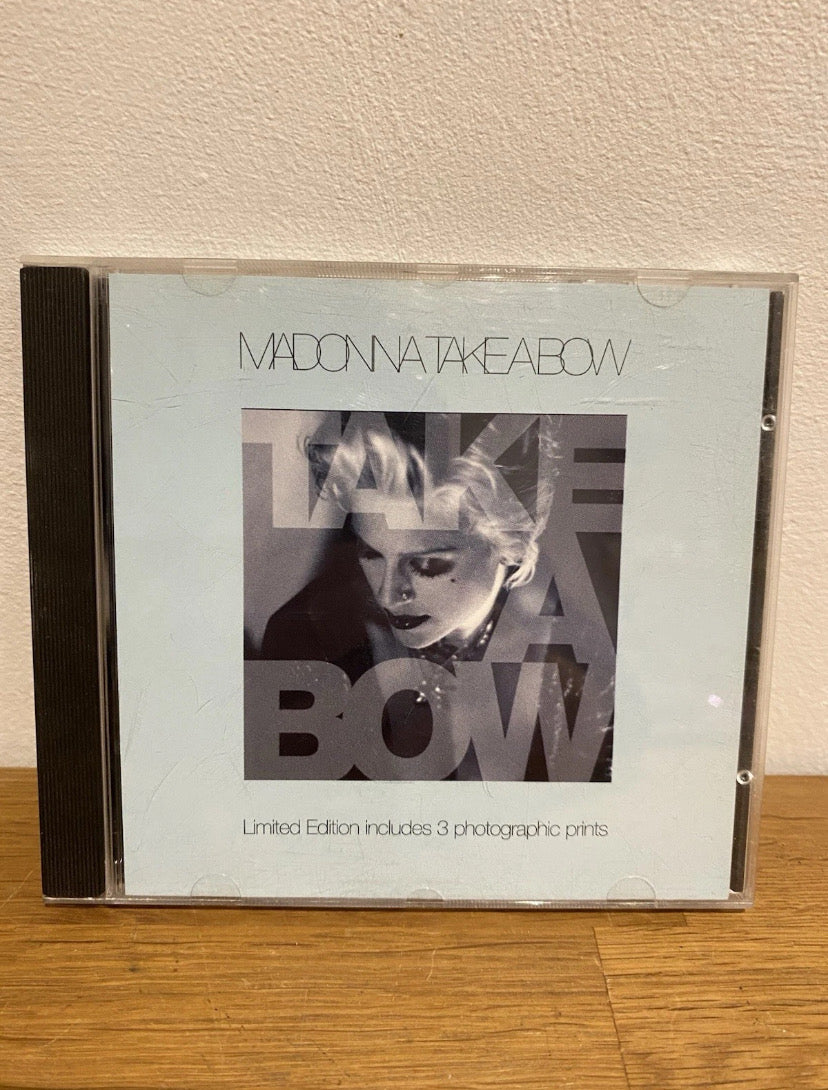 MADONNA TAKE A BOW
TAKE
A
BOW
Limited Edition includes 3 photographic prints